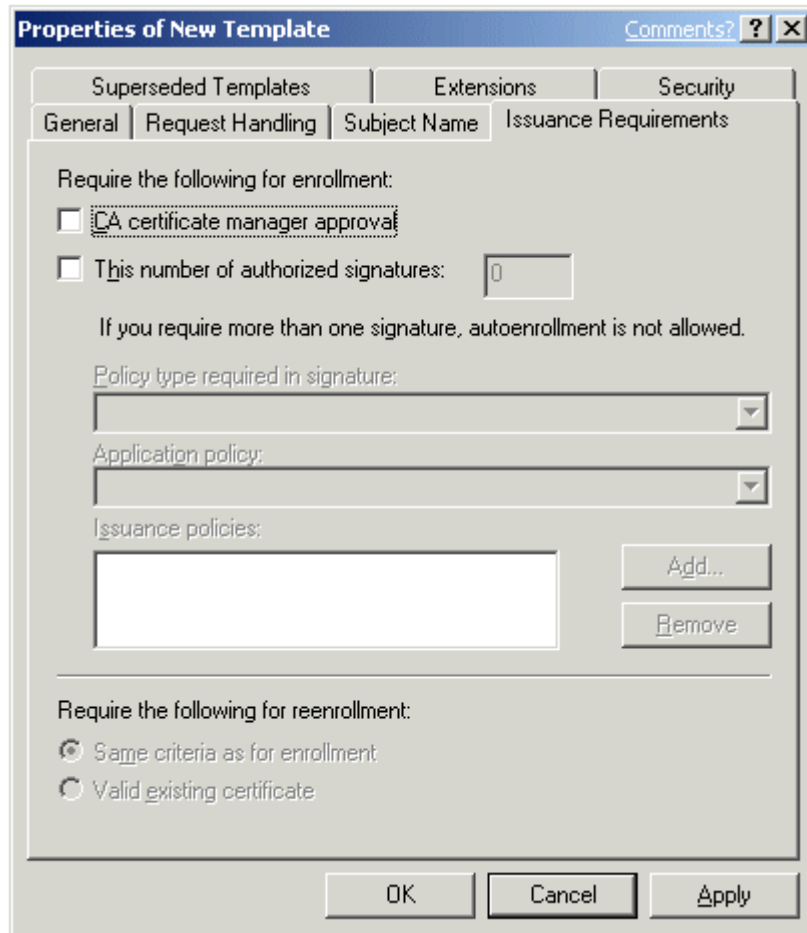 Properties of New Template Comments? ? X
Superseded Templates Extensions Security
General Request Handling Subject Name Issuance Requirements
Require the following for enrollment:
CA certificate manager approval
This number of authorized signatures: 0
If you require more than one signature, autoenrollment is not allowed.
Policy type required in signature:
Application policy:
Issuance policies:
Add...
Remove
Require the following for reenrollment:
Same criteria as for enrollment
Valid existing certificate
OK Cancel Apply